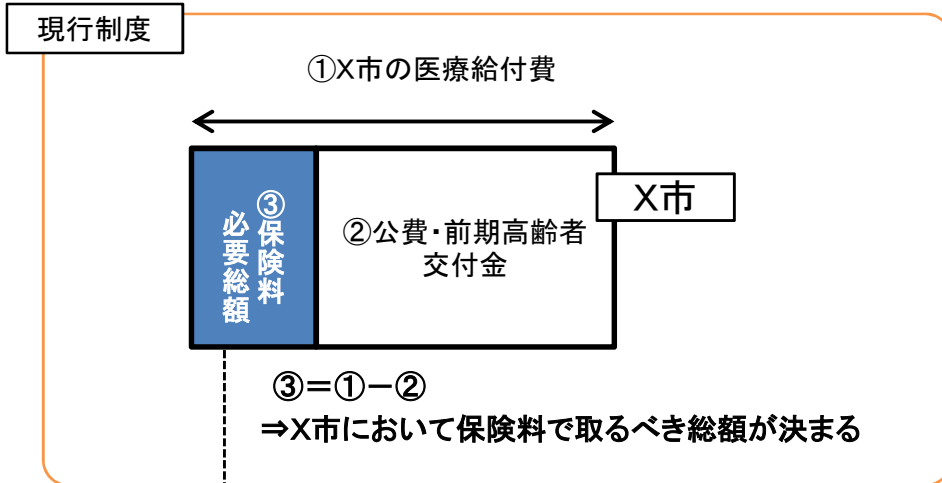 現行制度
①X市の医療給付費
③保険料
必要総額
②公費・前期高齢者
交付金
X市
③=①-②
⇒X市において保険料で取るべき総額が決まる